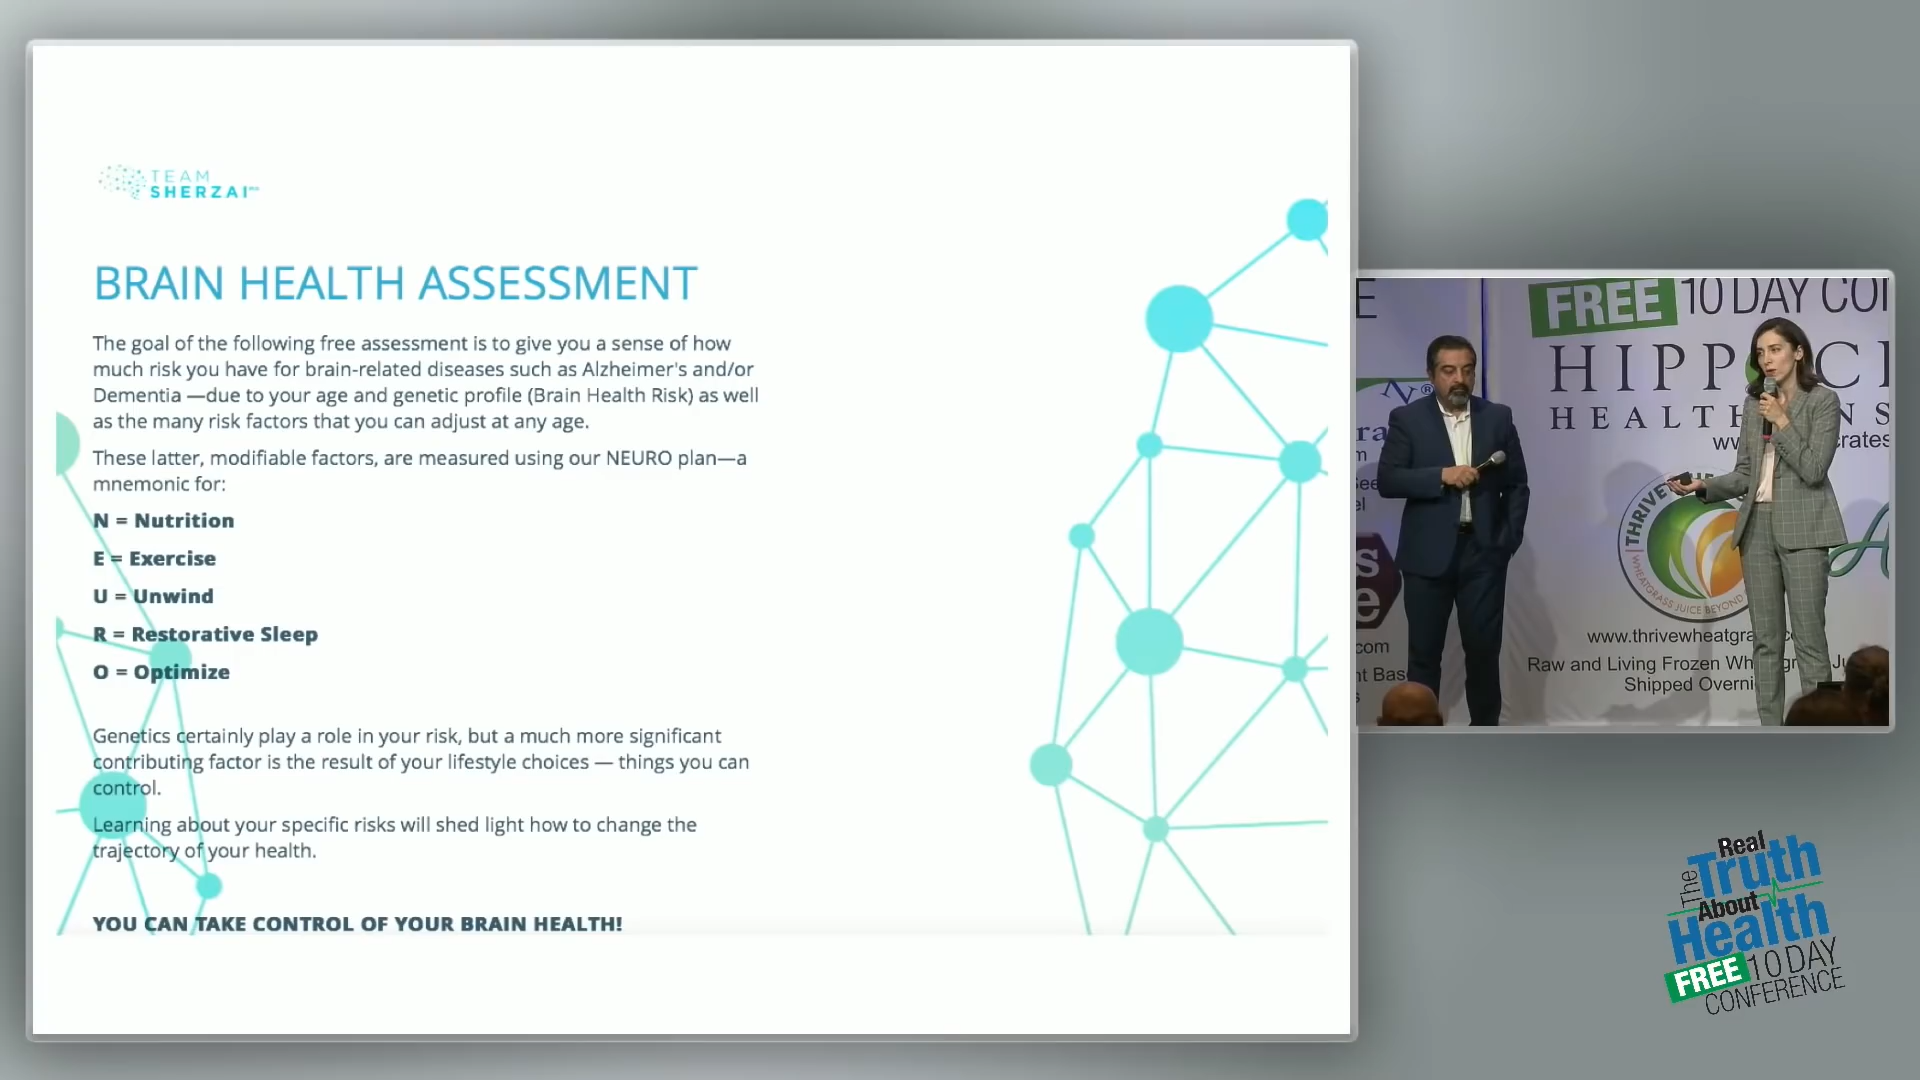 TEAM
SHERZAI
BRAIN HEALTH ASSESSMENT
The goal of the following free assessment is to give you a sense of how
much risk you have for brain-related diseases such as Alzheimer's and/or
Dementia —due to your age and genetic profile (Brain Health Risk) as well
as the many risk factors that you can adjust at any age.
These latter, modifiable factors, are measured using our NEURO plan—a
mnemonic for:
N = Nutrition
E = Exercise
U = Unwind
R = Restorative Sleep
O = Optimize
Genetics certainly play a role in your risk, but a much more significant
contributing factor is the result of your lifestyle choices — things you can
control.
Learning about your specific risks will shed light how to change the
trajectory of your health.
YOU CAN TAKE CONTROL OF YOUR BRAIN HEALTH!
FREE 10 DAY
HIPP
HEALTH
THRIVE
WHEATGRASS JUICE BEYOND
www.thrivewheatgra
Raw and Living Frozen
Shipped Overni
The Real
Truth
About
Health
FREE 10 DAY
CONFERENCE